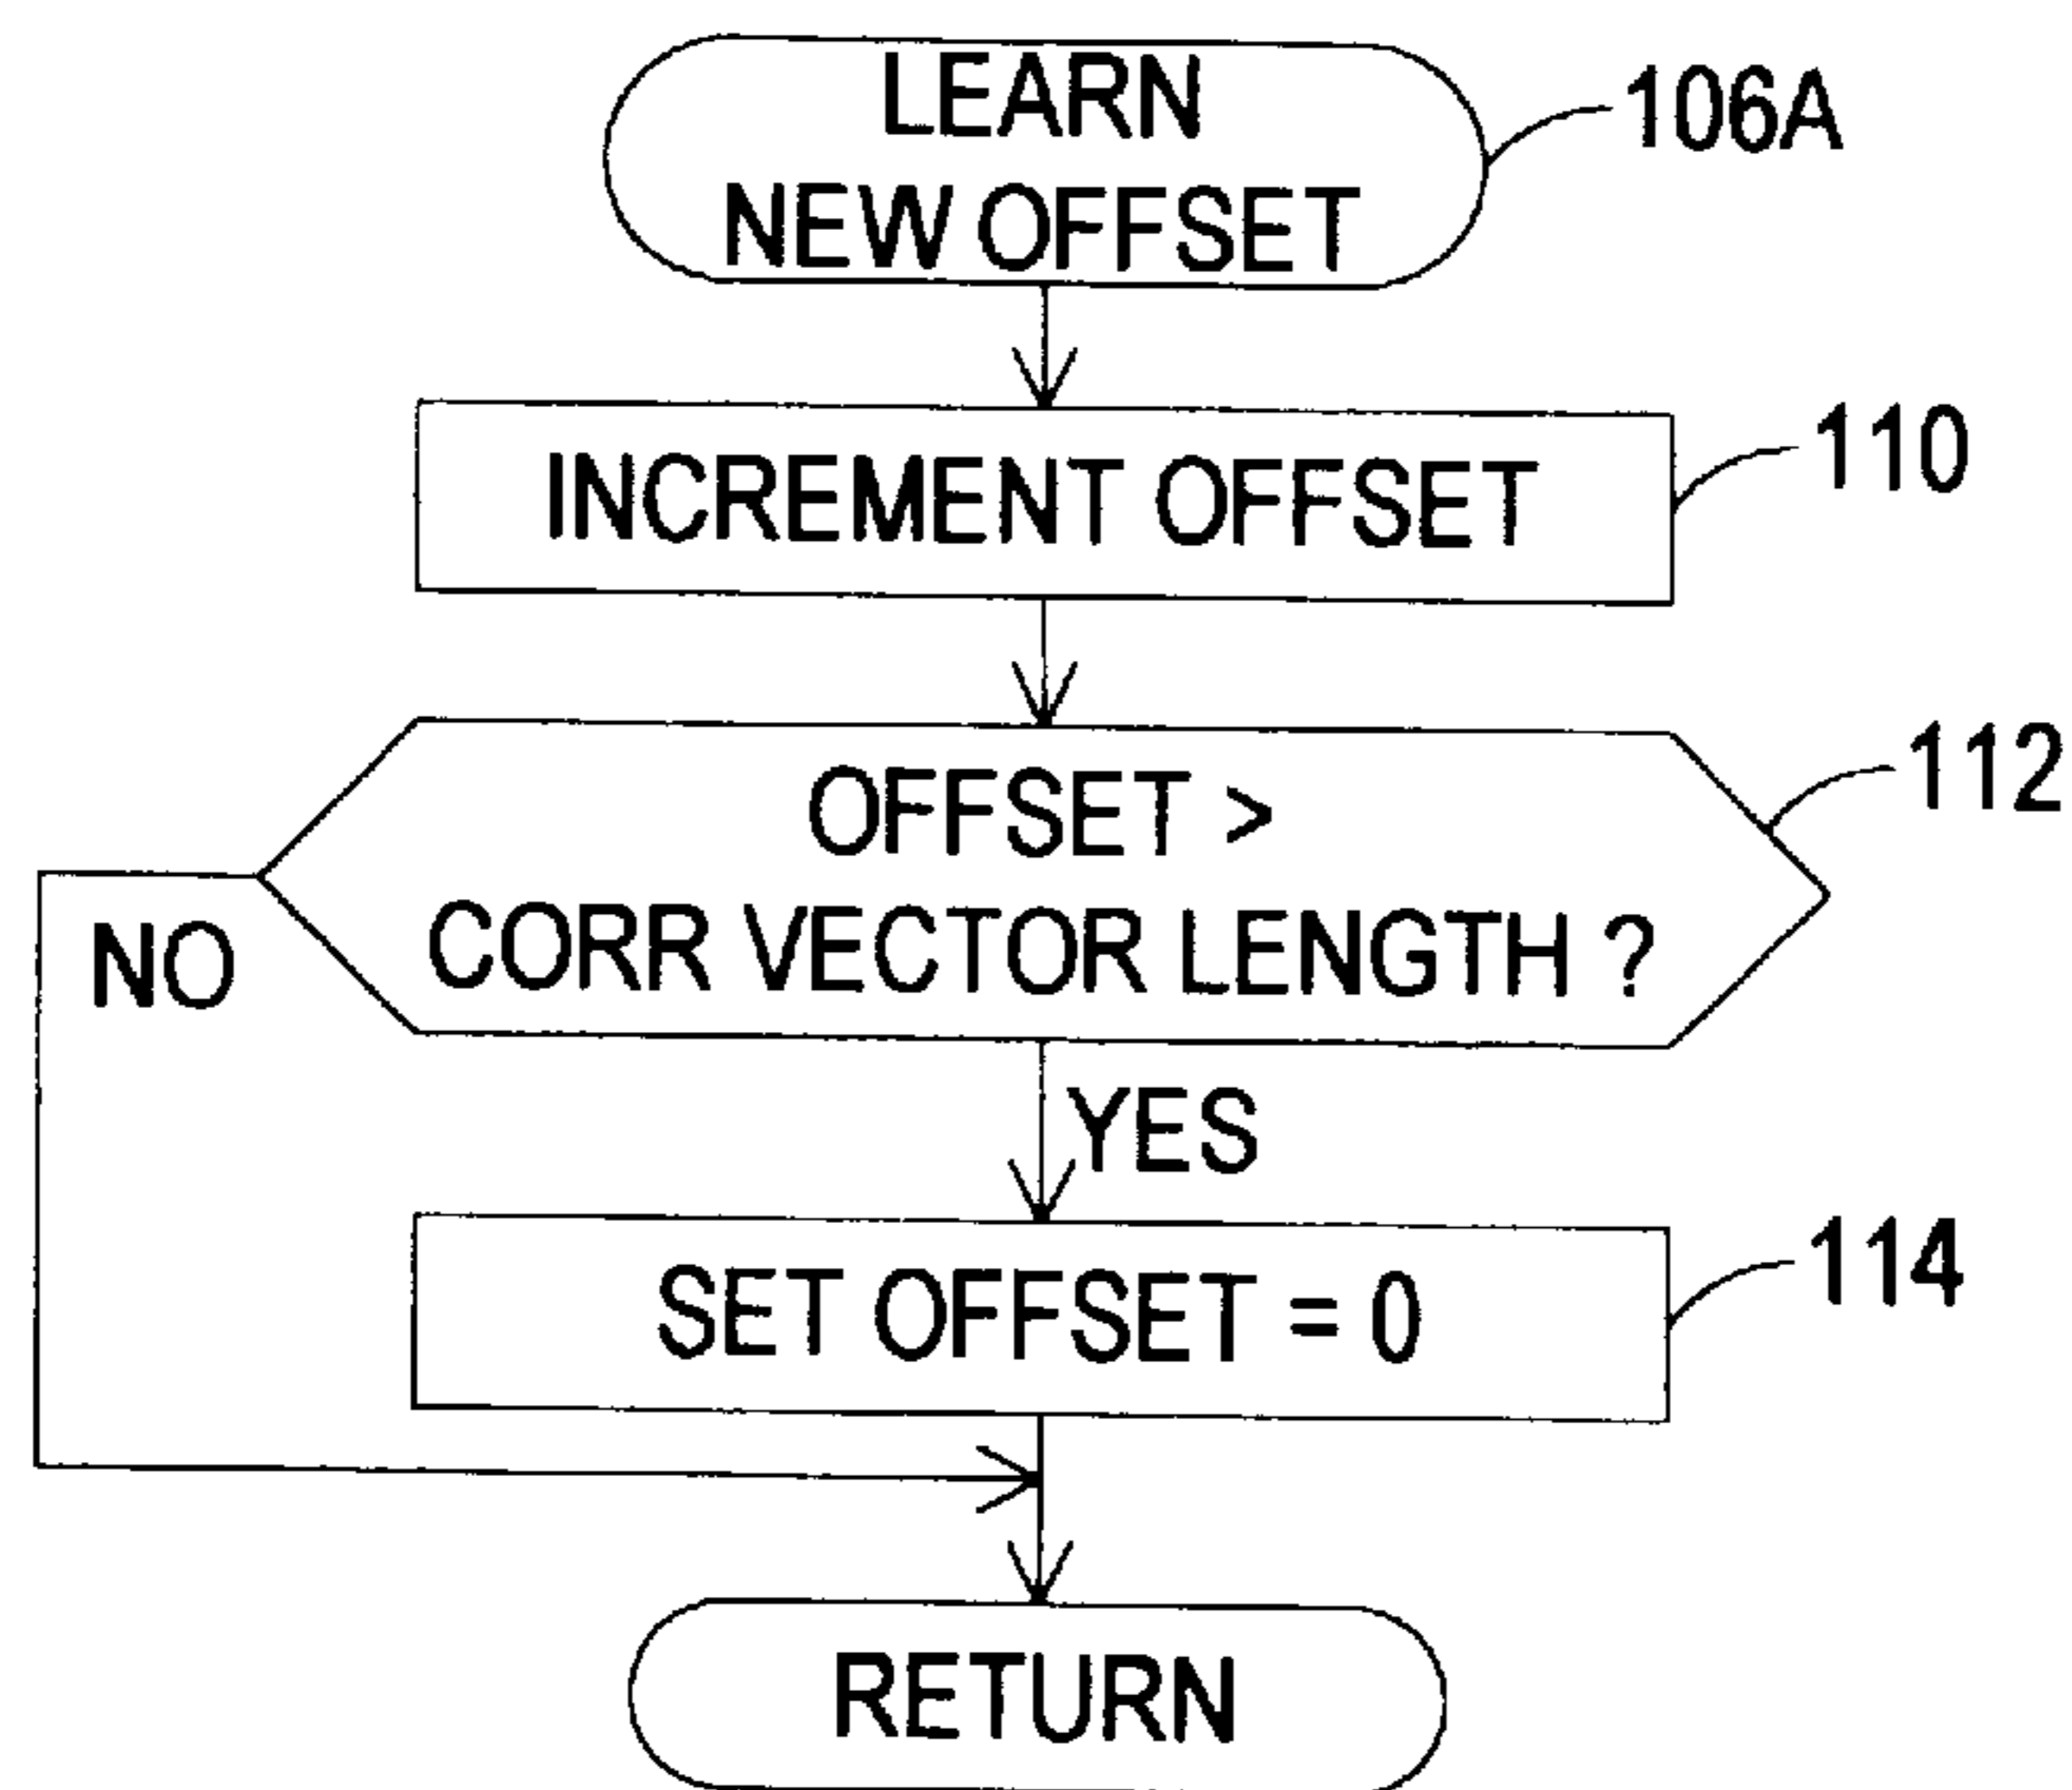 LEARN
NEW OFFSET
106A
INCREMENT OFFSET
110
OFFSET >
CORR VECTOR LENGTH ?
112
NO
YES
SET OFFSET = 0
114
RETURN